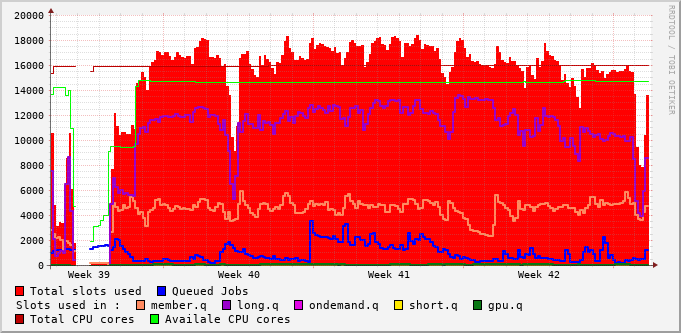 20000
18000
16000
14000
12000
10000
8000
6000
4000
2000
0
Week 39 Week 40 Week 41 Week 42
RRDTOOL / TOBI OETIKER
Total slots used Queued Jobs
Slots used in : member.q long.q ondemand.q short.q gpu.q
Total CPU cores Availale CPU cores